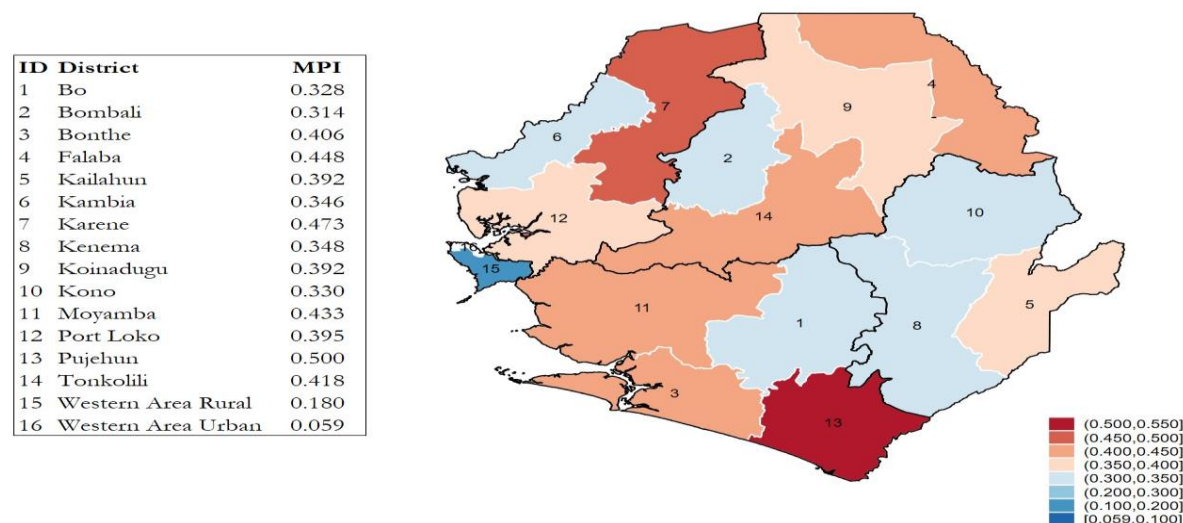 ID District MPI
1 Bo 0.328
2 Bombali 0.314
3 Bonthe 0.406
4 Falaba 0.448
5 Kailahun 0.392
6 Kambia 0.346
7 Karene 0.473
8 Kenema 0.348
9 Koinadugu 0.392
10 Kono 0.330
11 Moyamba 0.433
12 Port Loko 0.395
13 Pujehun 0.500
14 Tonkolili 0.418
15 Western Area Rural 0.180
16 Western Area Urban 0.059
4
7
9
6
2
10
12
14
16
15
11
5
1
8
3
13
(0.500,0.550]
(0.450,0.500]
(0.400,0.450]
(0.350,0.400]
(0.300,0.350]
(0.200,0.300]
(0.100,0.200]
[0.059,0.100]